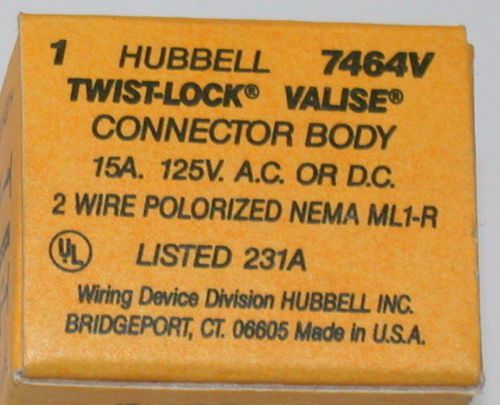 1 HUBBELL 7464V
TWIST-LOCK® VALISE®
CONNECTOR BODY
15A. 125V. A.C. OR D.C.
2 WIRE POLORIZED NEMA ML1-R
UL LISTED 231A
Wiring Device Division HUBBELL INC.
BRIDGEPORT, CT. 06605 Made in U.S.A.